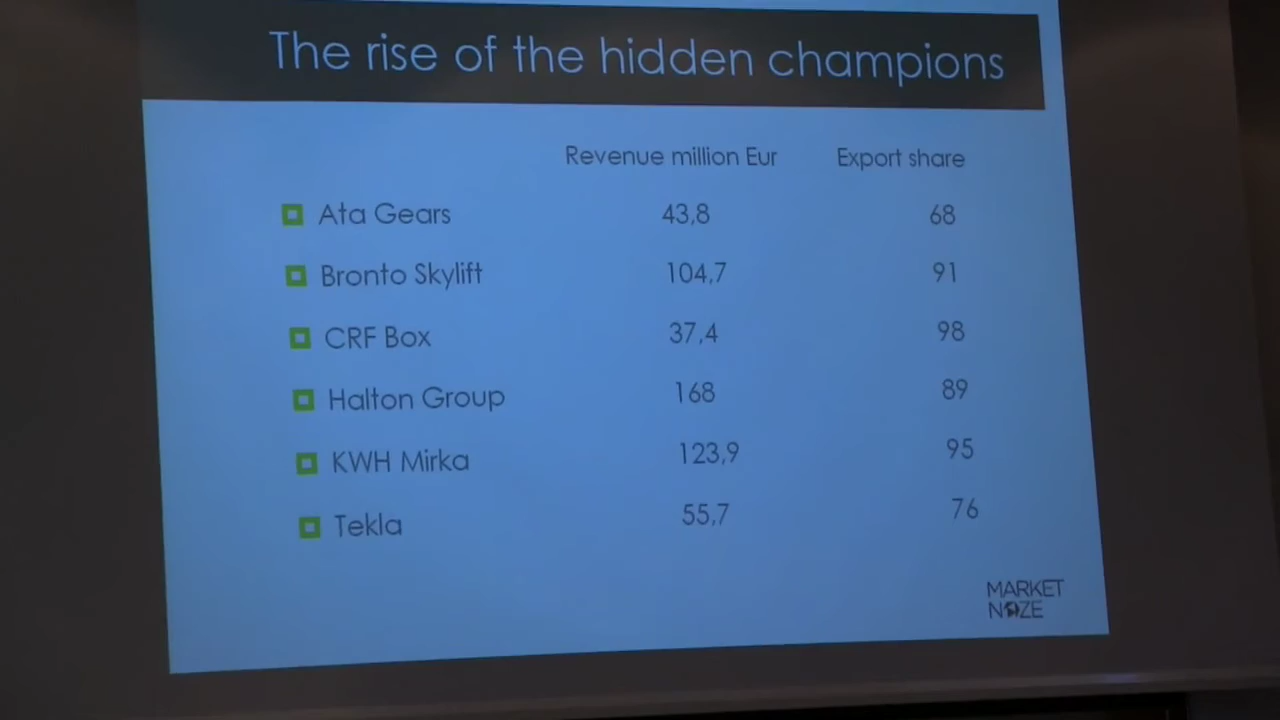 The rise of the hidden champions
Revenue million Eur Export share
Ata Gears 43,8 68
Bronto Skylift 104,7 91
CRF Box 37,4 98
Halton Group 168 89
KWH Mirka 123,9 95
Tekla 55,7 76
MARKET
NOZE